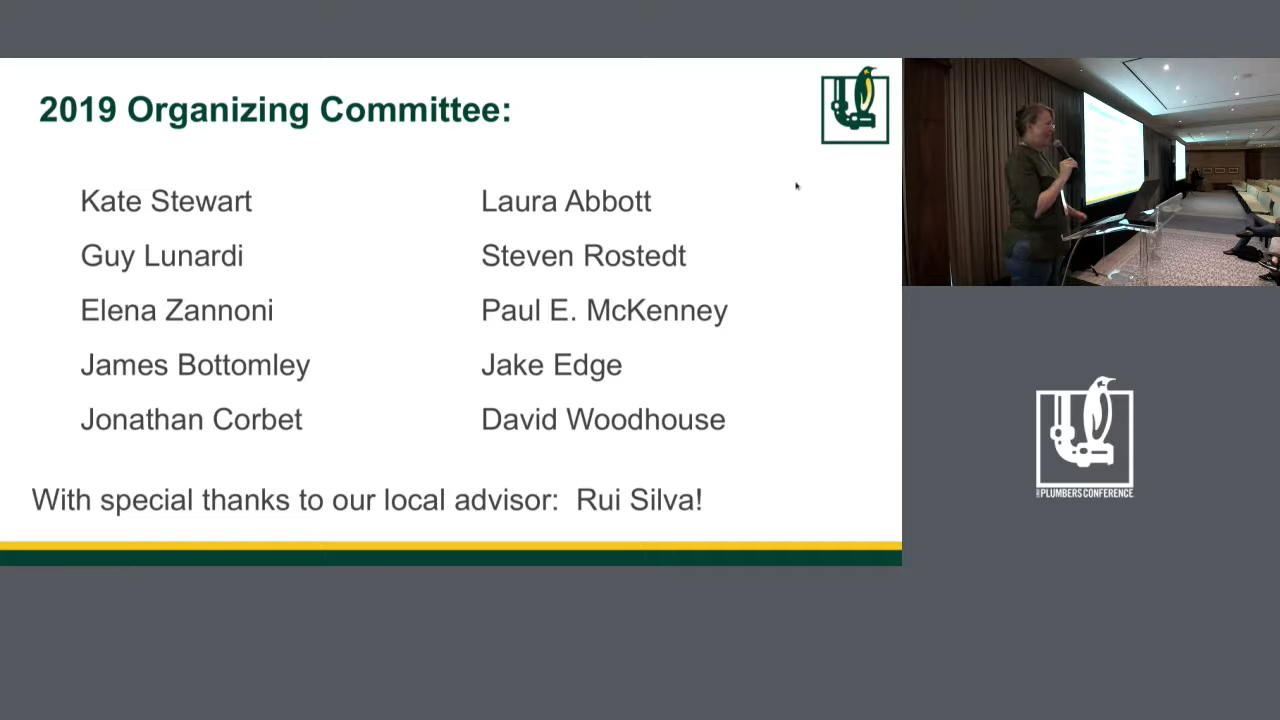 2019 Organizing Committee:
Kate Stewart
Laura Abbott
Guy Lunardi
Steven Rostedt
Elena Zannoni
Paul E. McKenney
James Bottomley
Jake Edge
Jonathan Corbet
David Woodhouse
With special thanks to our local advisor: Rui Silva!
PLUMBERS CONFERENCE